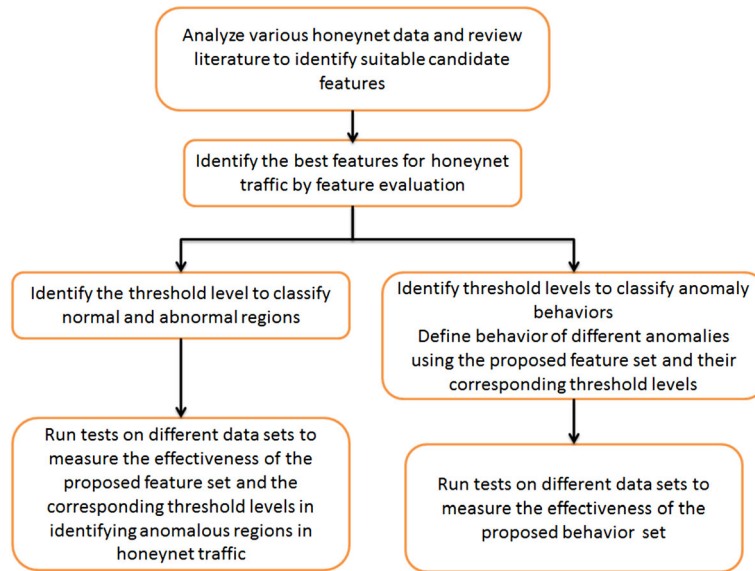 Analyze various honeynet data and review
literature to identify suitable candidate
features
Identify the best features for honeynet
traffic by feature evaluation
Identify the threshold level to classify
normal and abnormal regions
Identify threshold levels to classify anomaly
behaviors
Define behavior of different anomalies
using the proposed feature set and their
corresponding threshold levels
Run tests on different data sets to
measure the effectiveness of the
proposed feature set and the
corresponding threshold levels in
identifying anomalous regions in
honeynet traffic
Run tests on different data sets to
measure the effectiveness of the
proposed behavior set